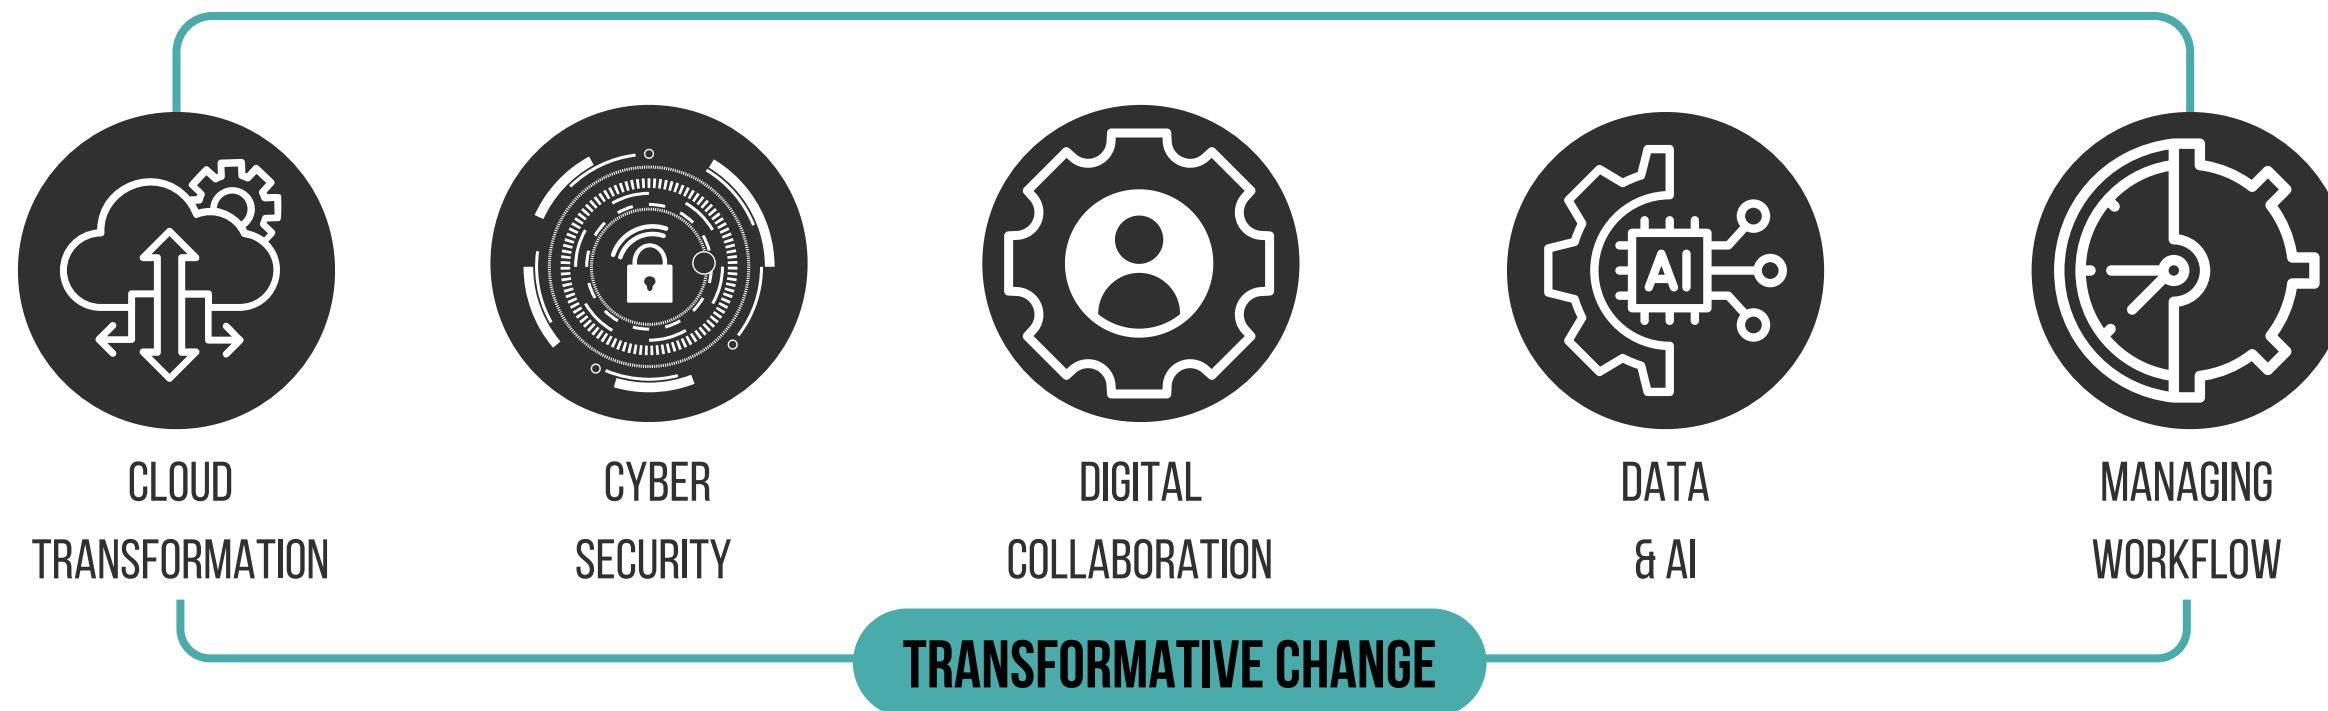 AI
CLOUD
TRANSFORMATION
CYBER
SECURITY
DIGITAL
COLLABORATION
DATA
& AI
MANAGING
WORKFLOW
TRANSFORMATIVE CHANGE